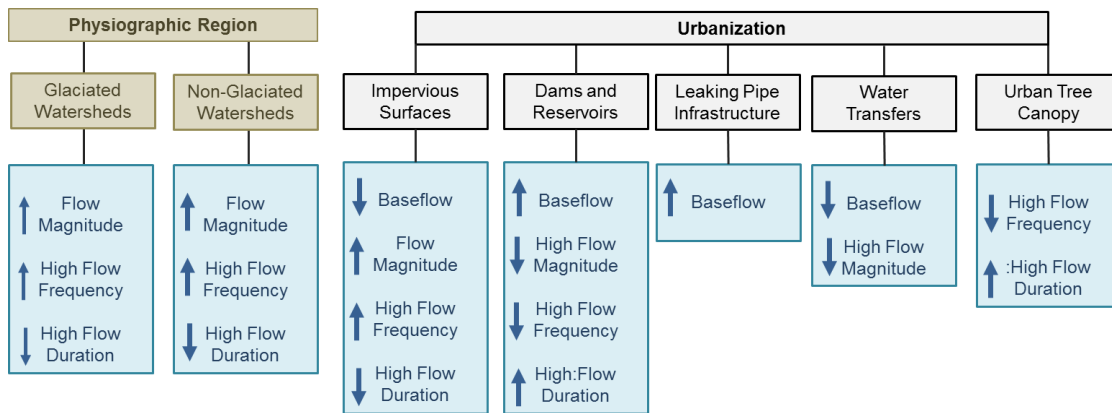 Physiographic Region
Urbanization
Glaciated
Watersheds
Non-Glaciated
Watersheds
Impervious
Surfaces
Dams and
Reservoirs
Leaking Pipe
Infrastructure
Water
Transfers
Urban Tree
Canopy
Flow
Magnitude
High Flow
Frequency
High Flow
Duration
Flow
Magnitude
High Flow
Frequency
High Flow
Duration
Baseflow
Flow
Magnitude
High Flow
Frequency
High Flow
Duration
Baseflow
High Flow
Magnitude
High Flow
Frequency
High:Flow
Duration
Baseflow
Baseflow
High Flow
Magnitude
High Flow
Frequency
:High Flow
Duration